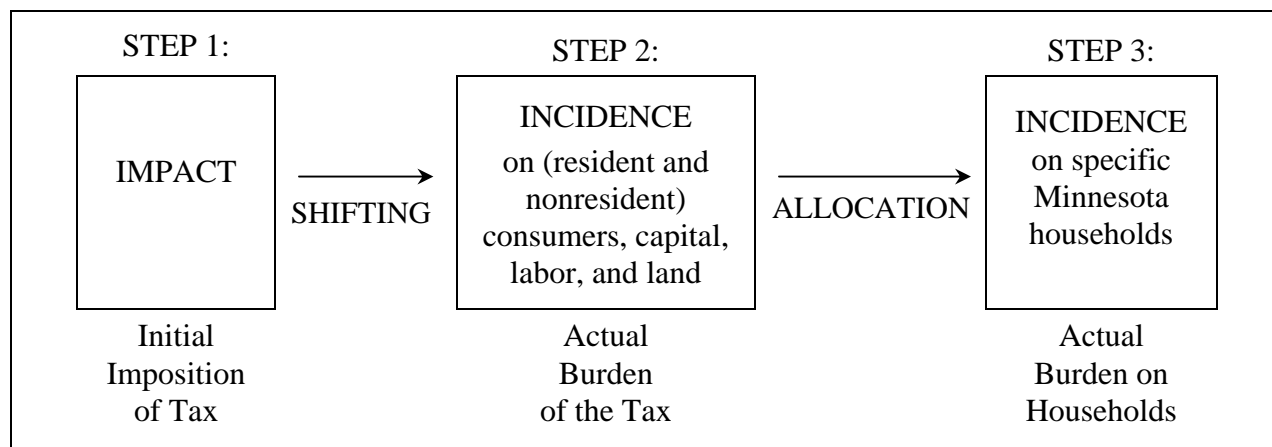 STEP 1:
IMPACT
Initial
Imposition
of Tax
SHIFTING
STEP 2:
INCIDENCE
on (resident and
nonresident)
consumers, capital,
labor, and land
Actual
Burden
of the Tax
ALLOCATION
STEP 3:
INCIDENCE
on specific
Minnesota
households
Actual
Burden on
Households